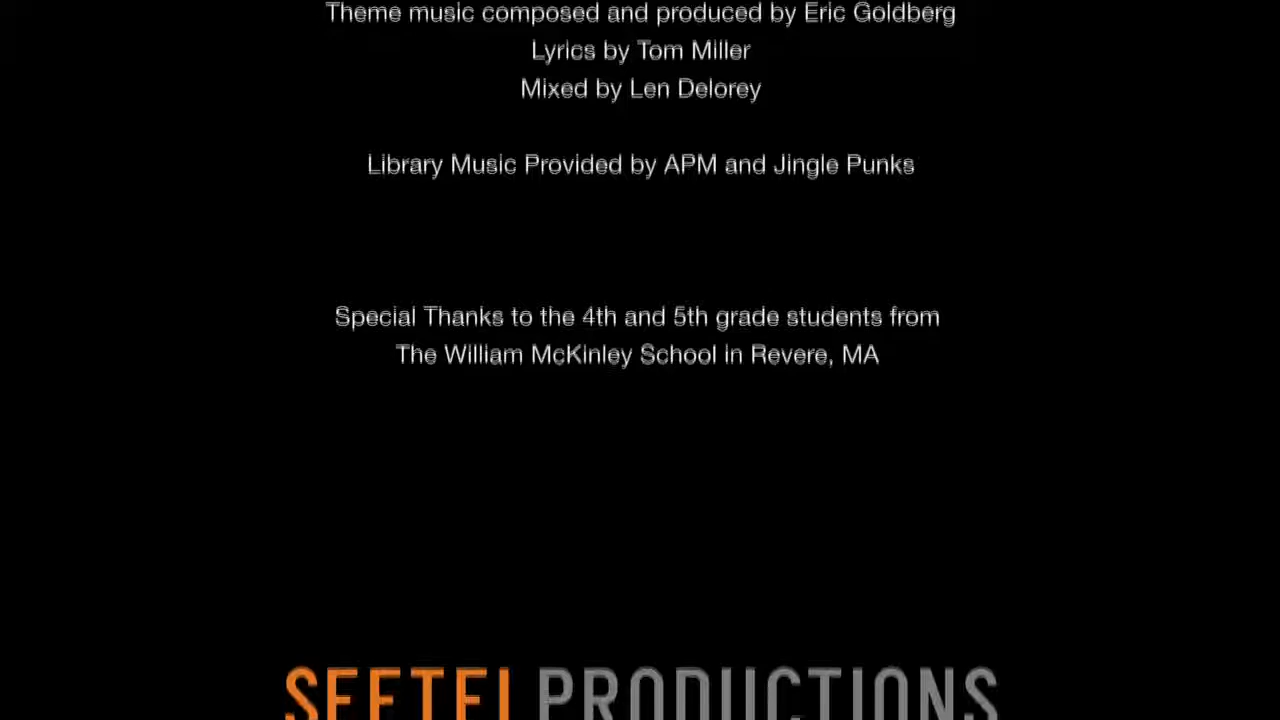 Theme music composed and produced by Eric Goldberg
Lyrics by Tom Miller
Mixed by Len Delorey
Library Music Provided by APM and Jingle Punks
Special Thanks to the 4th and 5th grade students from
The William McKinley School in Revere, MA
PRODUCTIONS